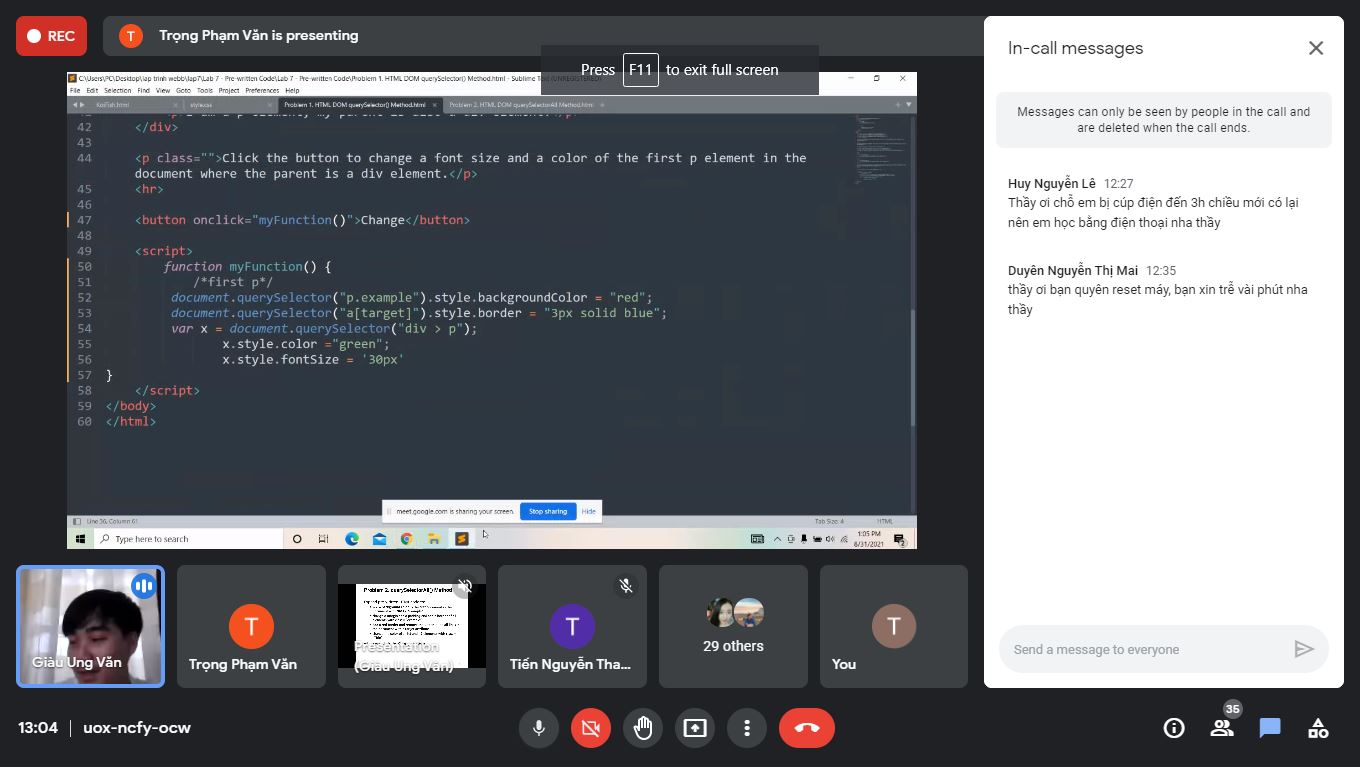 REC
T
Trọng Phạm Văn is presenting
Press F11 to exit full screen
C:\Users\PC\Desktop\lap trinh webb\lap7\Lab 7 - Pre-written Code\Lab 7 - Pre-written Code\Problem 1. HTML DOM querySelector() Method.html - Sublime Text
File Edit Selection Find View Goto Tools Project Preferences Help
KoiFish.html
style.css
Problem 1. HTML DOM querySelector() Method.html
Problem 2. HTML DOM querySelectorAll Method.html
42 </div>
43
44 <p class="">Click the button to change a font size and a color of the first p element in the
document where the parent is a div element.</p>
45 <hr>
46
47 <button onclick="myFunction()">Change</button>
48
49 <script>
50 function myFunction() {
51 /*first p*/
52 document.querySelector("p.example").style.backgroundColor = "red";
53 document.querySelector("a[target]").style.border = "3px solid blue";
54 var x = document.querySelector("div > p");
55 x.style.color ="green";
56 x.style.fontSize = '30px'
57 }
58 </script>
59 </body>
60 </html>
meet.google.com is sharing your screen.
Stop sharing
Hide
Line 36, Column 61
Tab Size: 4
HTML
Type here to search
1:05 PM
8/31/2021
2
Giàu Ung Văn
T
Trọng Phạm Văn
Problem 2. querySelectorAll() Method
Presentation
(Giàu Ung Văn)
T
Tiến Nguyễn Tha...
29 others
T
You
13:04 | uox-ncfy-ocw
35
In-call messages
Messages can only be seen by people in the call and
are deleted when the call ends.
Huy Nguyễn Lê 12:27
Thầy ơi chỗ em bị cúp điện đến 3h chiều mới có lại
nên em học bằng điện thoại nha thầy
Duyên Nguyễn Thị Mai 12:35
thầy ơi bạn quyên reset máy, bạn xin trễ vài phút nha
thầy
Send a message to everyone